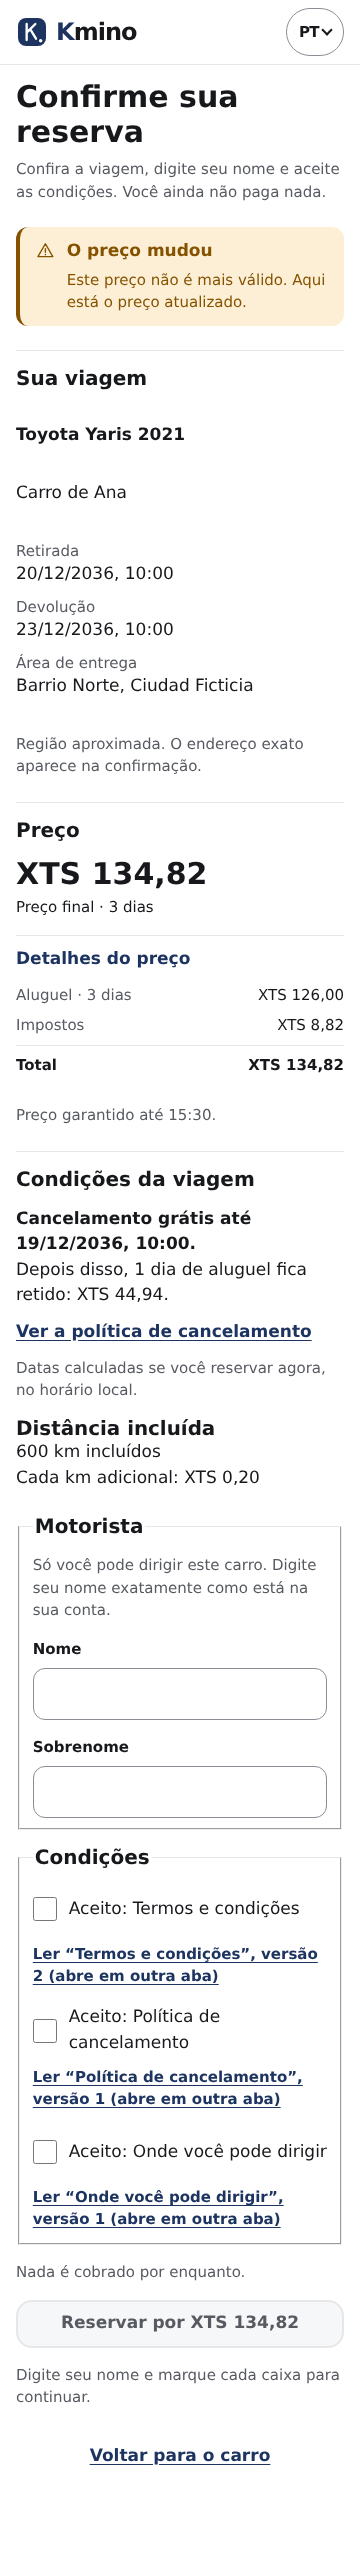 Kmino
PT
Confirme sua
reserva
Confira a viagem, digite seu nome e aceite
as condições. Você ainda não paga nada.
O preço mudou
Este preço não é mais válido. Aqui
está o preço atualizado.
Sua viagem
Toyota Yaris 2021
Carro de Ana
Retirada
20/12/2036, 10:00
Devolução
23/12/2036, 10:00
Área de entrega
Barrio Norte, Ciudad Ficticia
Região aproximada. O endereço exato
aparece na confirmação.
Preço
XTS 134,82
Preço final · 3 dias
Detalhes do preço
Aluguel · 3 dias XTS 126,00
Impostos XTS 8,82
Total XTS 134,82
Preço garantido até 15:30.
Condições da viagem
Cancelamento grátis até
19/12/2036, 10:00.
Depois disso, 1 dia de aluguel fica
retido: XTS 44,94.
Ver a política de cancelamento
Datas calculadas se você reservar agora,
no horário local.
Distância incluída
600 km incluídos
Cada km adicional: XTS 0,20
Motorista
Só você pode dirigir este carro. Digite
seu nome exatamente como está na
sua conta.
Nome
Sobrenome
Condições
Aceito: Termos e condições
Ler “Termos e condições”, versão
2 (abre em outra aba)
Aceito: Política de
cancelamento
Ler “Política de cancelamento”,
versão 1 (abre em outra aba)
Aceito: Onde você pode dirigir
Ler “Onde você pode dirigir”,
versão 1 (abre em outra aba)
Nada é cobrado por enquanto.
Reservar por XTS 134,82
Digite seu nome e marque cada caixa para
continuar.
Voltar para o carro